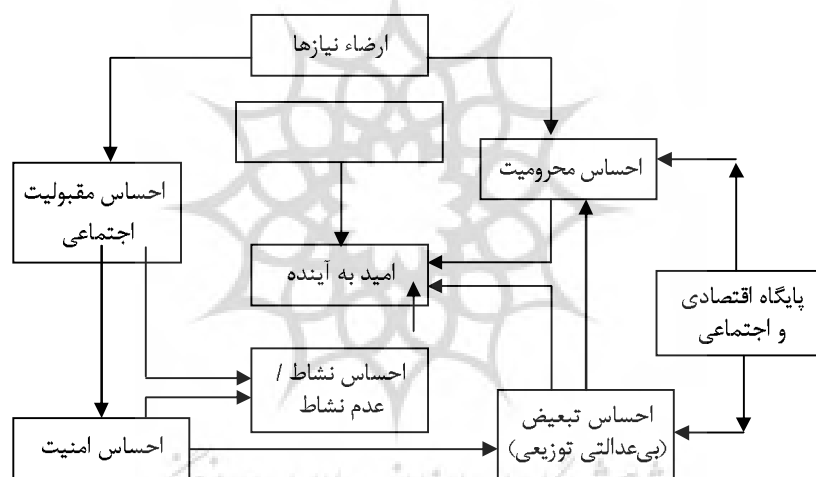 ارضاء نیازها
احساس محرومیت
احساس مقبولیت
اجتماعی
امید به آینده
پایگاه اقتصادی
و اجتماعی
احساس نشاط /
عدم نشاط
احساس تبعیض
(بی‌عدالتی توزیعی)
احساس امنیت